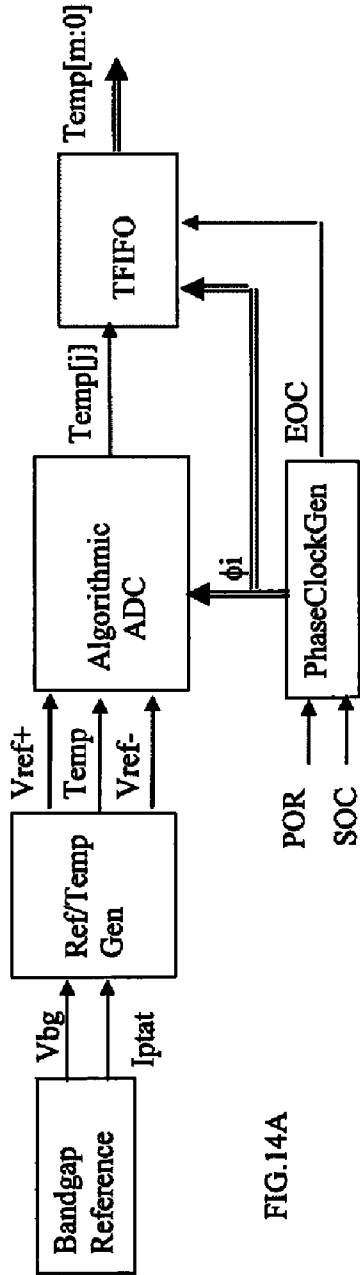 Bandgap
Reference
Vbg
Iptat
Ref/Temp
Gen
Vref+
Temp
Vref-
Algorithmic
ADC
Temp[j]
TFIFO
Temp[m:0]
ϕi
POR
SOC
PhaseClockGen
EOC
FIG.14A